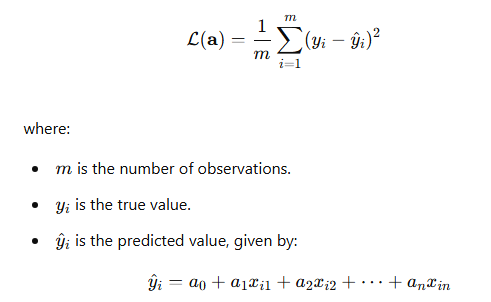 $$\mathcal{L}(\mathbf{a}) = \frac{1}{m} \sum_{i=1}^{m} (y_i - \hat{y}_i)^2$$
where:
• $m$ is the number of observations.
• $y_i$ is the true value.
• $\hat{y}_i$ is the predicted value, given by:
$$\hat{y}_i = a_0 + a_1 x_{i1} + a_2 x_{i2} + \cdots + a_n x_{in}$$